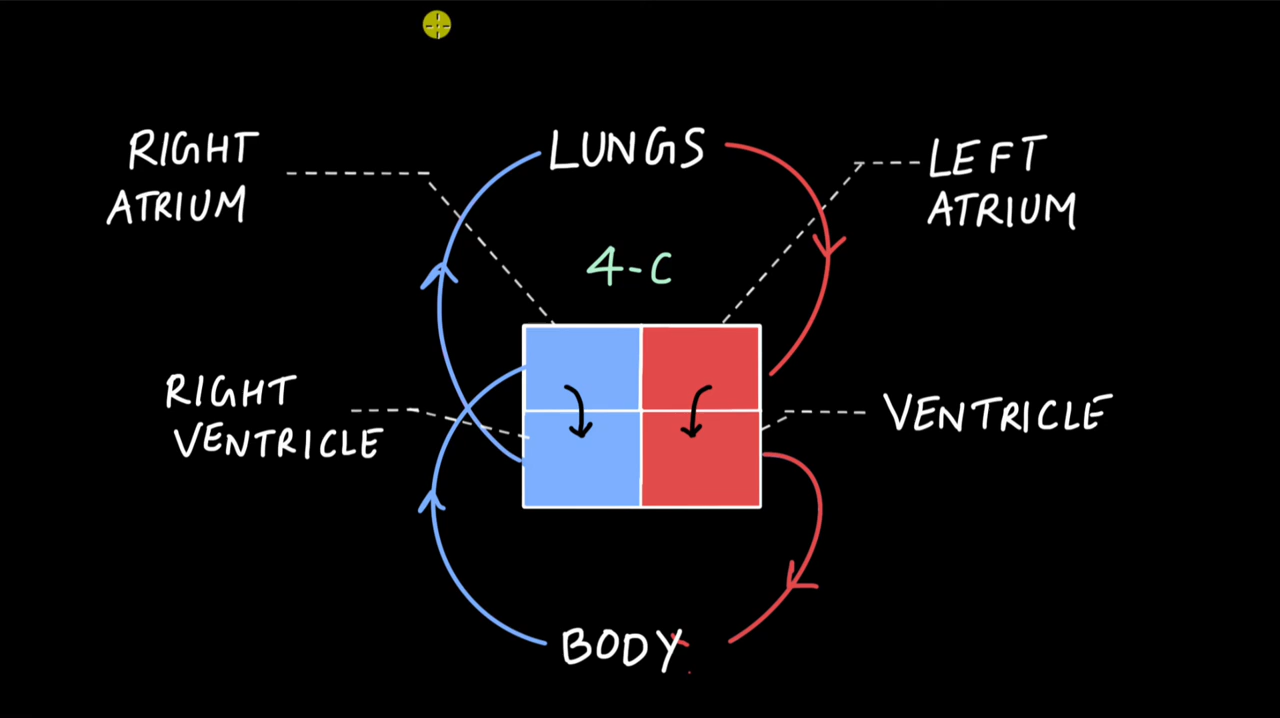 LUNGS
RIGHT
ATRIUM
LEFT
ATRIUM
4-C
RIGHT
VENTRICLE
VENTRICLE
BODY